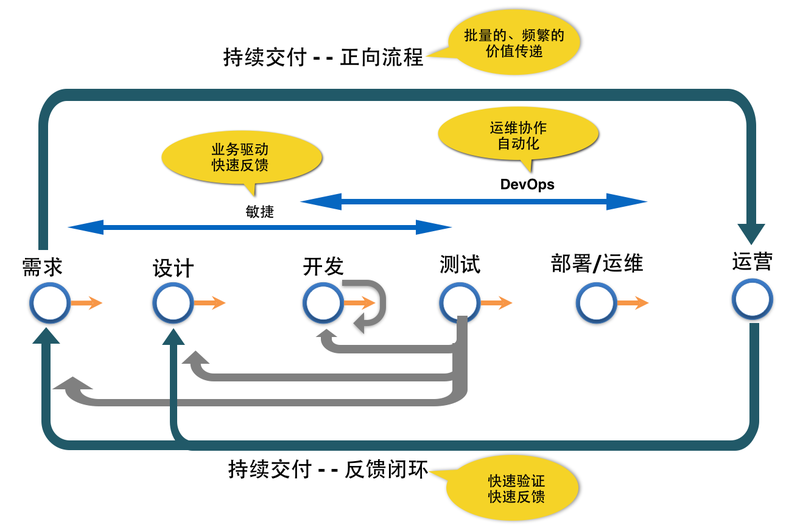 批量的、频繁的
价值传递
持续交付 - - 正向流程
运维协作
自动化
业务驱动
快速反馈
DevOps
敏捷
需求
设计
开发
测试
部署/运维
运营
持续交付 - - 反馈闭环
快速验证
快速反馈